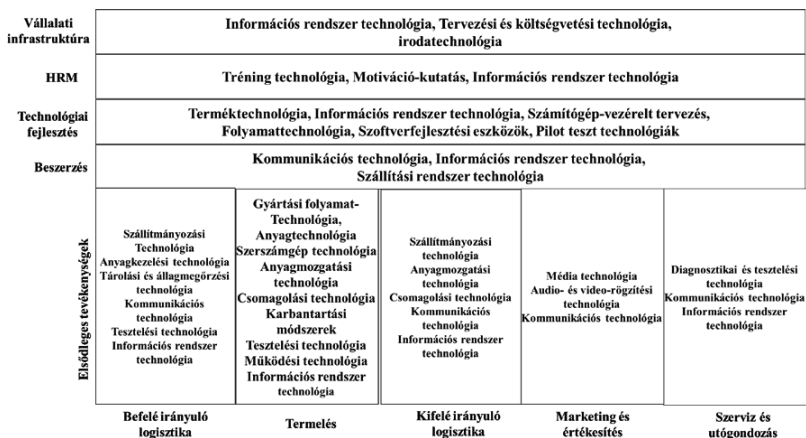 Vállalati
infrastruktúra
Információs rendszer technológia, Tervezési és költségvetési technológia,
irodatechnológia
HRM
Tréning technológia, Motiváció-kutatás, Információs rendszer technológia
Technológiai
fejlesztés
Terméktechnológia, Információs rendszer technológia, Számítógép-vezérelt tervezés,
Folyamattechnológia, Szoftverfejlesztési eszközök, Pilot teszt technológiák
Beszerzés
Kommunikációs technológia, Információs rendszer technológia,
Szállítási rendszer technológia
Elsődleges tevékenységek
Szállítmányozási
Technológia
Anyagkezelési technológia
Tárolási és állagmegőrzési
technológia
Kommunikációs
technológia
Tesztelési technológia
Információs rendszer
technológia
Gyártási folyamat-
Technológia,
Anyagtechnológia
Szerszámgép technológia
Anyagmozgatási
technológia
Csomagolási technológia
Karbantartási
módszerek
Tesztelési technológia
Működési technológia
Információs rendszer
technológia
Szállítmányozási
technológia
Anyagmozgatási
technológia
Csomagolási technológia
Kommunikációs
technológia
Információs rendszer
technológia
Média technológia
Audio- és video-rögzítési
technológia
Kommunikációs technológia
Diagnosztikai és tesztelési
technológia
Kommunikációs technológia
Információs rendszer
technológia
Befelé irányuló
logisztika
Termelés
Kifelé irányuló
logisztika
Marketing és
értékesítés
Szerviz és
utógondozás